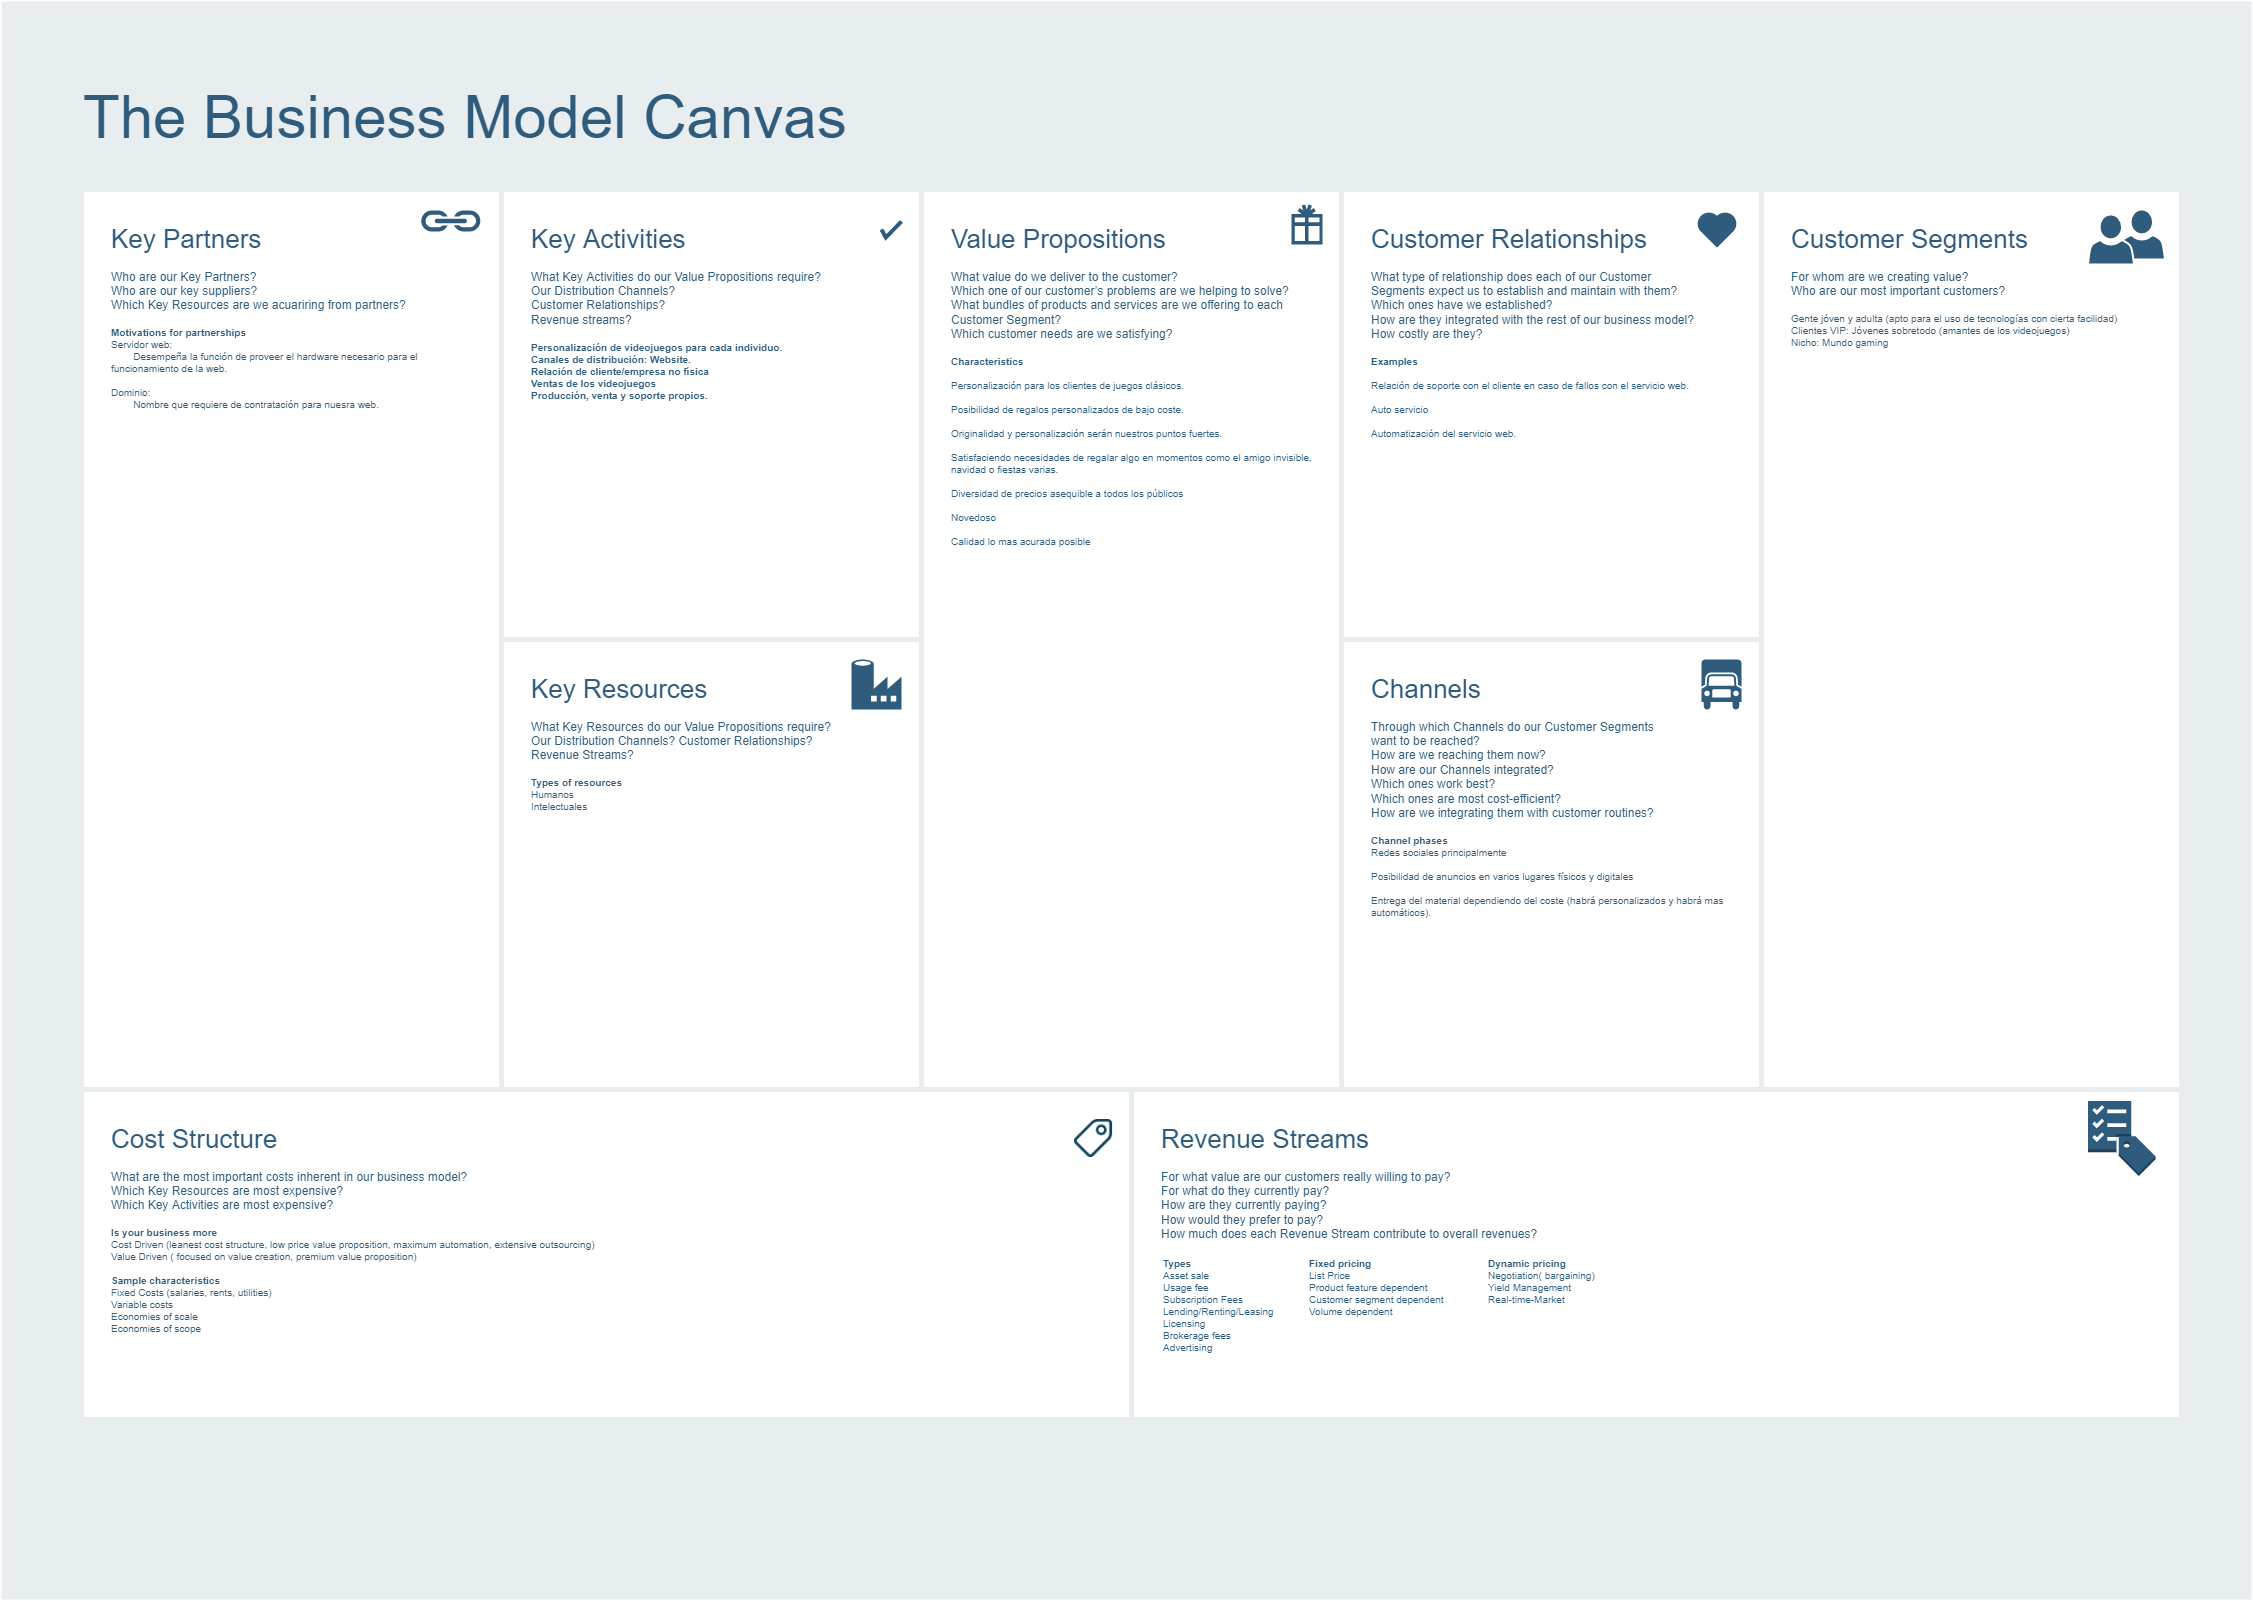 The Business Model Canvas
Key Partners
Who are our Key Partners?
Who are our key suppliers?
Which Key Resources are we acuariring from partners?
Motivations for partnerships
Servidor web:
Desempeña la función de proveer el hardware necesario para el
funcionamiento de la web.
Dominio:
Nombre que requiere de contratación para nuesra web.
Key Activities
What Key Activities do our Value Propositions require?
Our Distribution Channels?
Customer Relationships?
Revenue streams?
Personalización de videojuegos para cada individuo.
Canales de distribución: Website.
Relación de cliente/empresa no física
Ventas de los videojuegos
Producción, venta y soporte propios.
Key Resources
What Key Resources do our Value Propositions require?
Our Distribution Channels? Customer Relationships?
Revenue Streams?
Types of resources
Humanos
Intelectuales
Value Propositions
What value do we deliver to the customer?
Which one of our customer's problems are we helping to solve?
What bundles of products and services are we offering to each
Customer Segment?
Which customer needs are we satisfying?
Characteristics
Personalización para los clientes de juegos clásicos.
Posibilidad de regalos personalizados de bajo coste.
Originalidad y personalización serán nuestros puntos fuertes.
Satisfaciendo necesidades de regalar algo en momentos como el amigo invisible,
navidad o fiestas varias.
Diversidad de precios asequible a todos los públicos
Novedoso
Calidad lo mas acurada posible
Customer Relationships
What type of relationship does each of our Customer
Segments expect us to establish and maintain with them?
Which ones have we established?
How are they integrated with the rest of our business model?
How costly are they?
Examples
Relación de soporte con el cliente en caso de fallos con el servicio web.
Auto servicio
Automatización del servicio web.
Channels
Through which Channels do our Customer Segments
want to be reached?
How are we reaching them now?
How are our Channels integrated?
Which ones work best?
Which ones are most cost-efficient?
How are we integrating them with customer routines?
Channel phases
Redes sociales principalmente
Posibilidad de anuncios en varios lugares físicos y digitales
Entrega del material dependiendo del coste (habrá personalizados y habrá mas
automáticos).
Customer Segments
For whom are we creating value?
Who are our most important customers?
Gente jóven y adulta (apto para el uso de tecnologías con cierta facilidad)
Clientes VIP: Jóvenes sobretodo (amantes de los videojuegos)
Nicho: Mundo gaming
Cost Structure
What are the most important costs inherent in our business model?
Which Key Resources are most expensive?
Which Key Activities are most expensive?
Is your business more
Cost Driven (leanest cost structure, low price value proposition, maximum automation, extensive outsourcing)
Value Driven ( focused on value creation, premium value proposition)
Sample characteristics
Fixed Costs (salaries, rents, utilities)
Variable costs
Economies of scale
Economies of scope
Revenue Streams
For what value are our customers really willing to pay?
For what do they currently pay?
How are they currently paying?
How would they prefer to pay?
How much does each Revenue Stream contribute to overall revenues?
Types
Asset sale
Usage fee
Subscription Fees
Lending/Renting/Leasing
Licensing
Brokerage fees
Advertising
Fixed pricing
List Price
Product feature dependent
Customer segment dependent
Volume dependent
Dynamic pricing
Negotiation( bargaining)
Yield Management
Real-time-Market